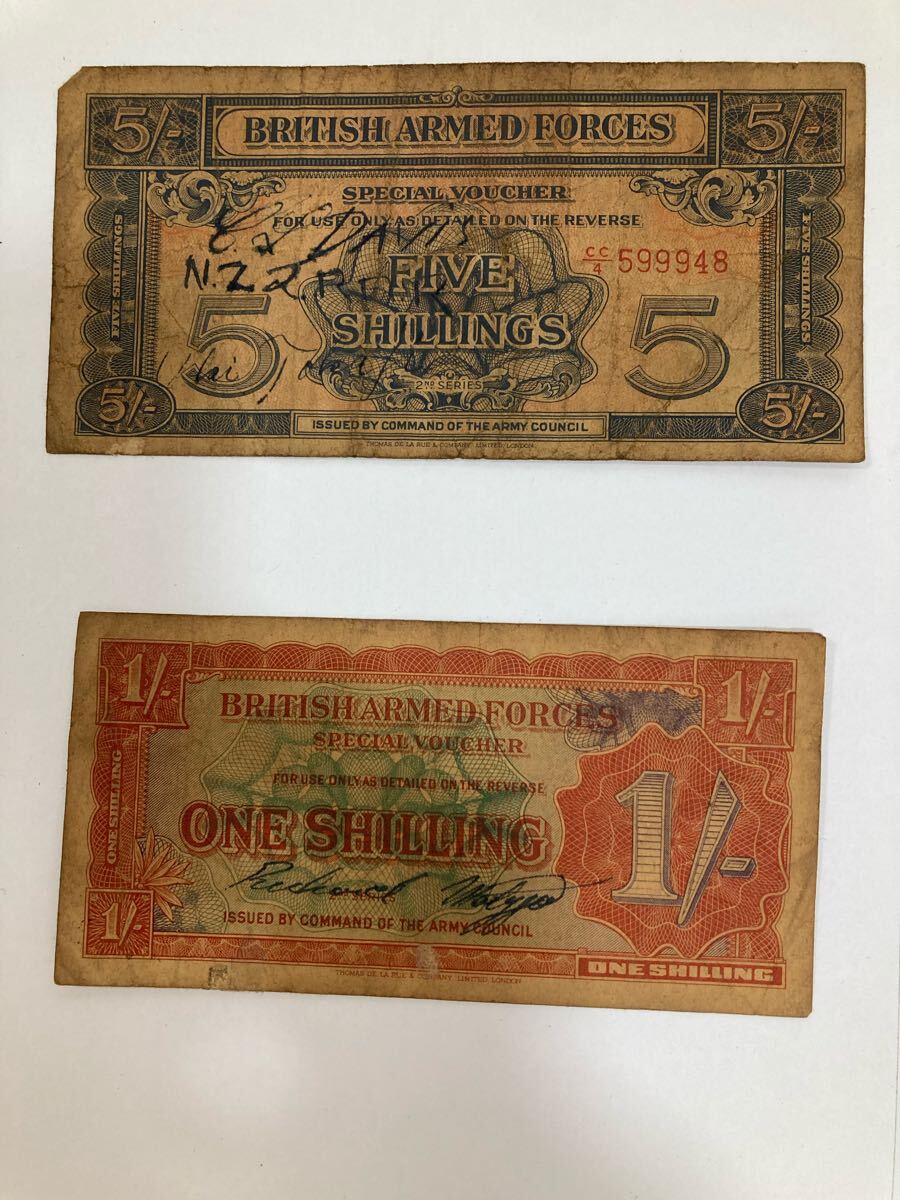 5/-
BRITISH ARMED FORCES
5/-
SPECIAL VOUCHER
FOR USE ONLY AS DETAILED ON THE REVERSE
DAVIS
N.Z.
FIVE SHILLINGS
FIVE
CC/4 599948
FIVE SHILLINGS
5
SHILLINGS
5
2ND SERIES
5/-
ISSUED BY COMMAND OF THE ARMY COUNCIL
5/-
THOMAS DE LA RUE & COMPANY LIMITED, LONDON
1/-
BRITISH ARMED FORCES
1/-
SPECIAL VOUCHER
FOR USE ONLY AS DETAILED ON THE REVERSE
ONE SHILLING
ONE SHILLING
1/-
1/-
ISSUED BY COMMAND OF THE ARMY COUNCIL
ONE SHILLING
THOMAS DE LA RUE & COMPANY LIMITED, LONDON